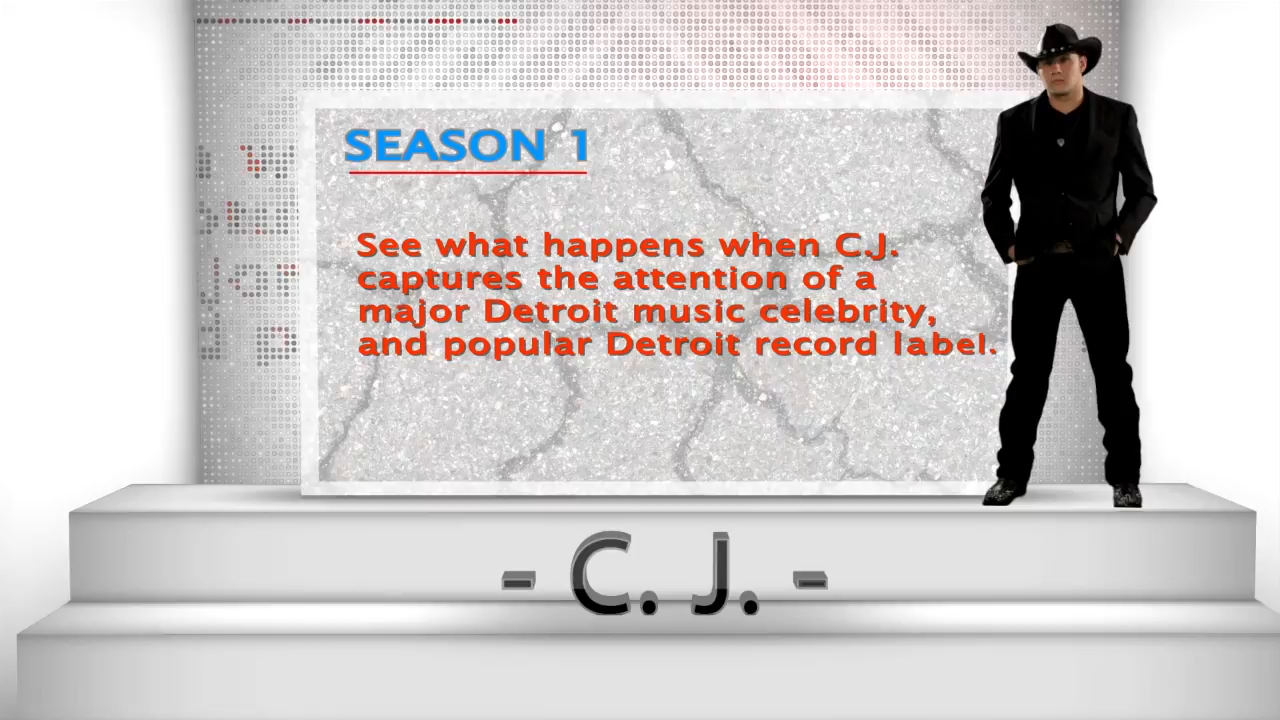 SEASON 1
See what happens when C.J.
captures the attention of a
major Detroit music celebrity,
and popular Detroit record label.
- C. J. -